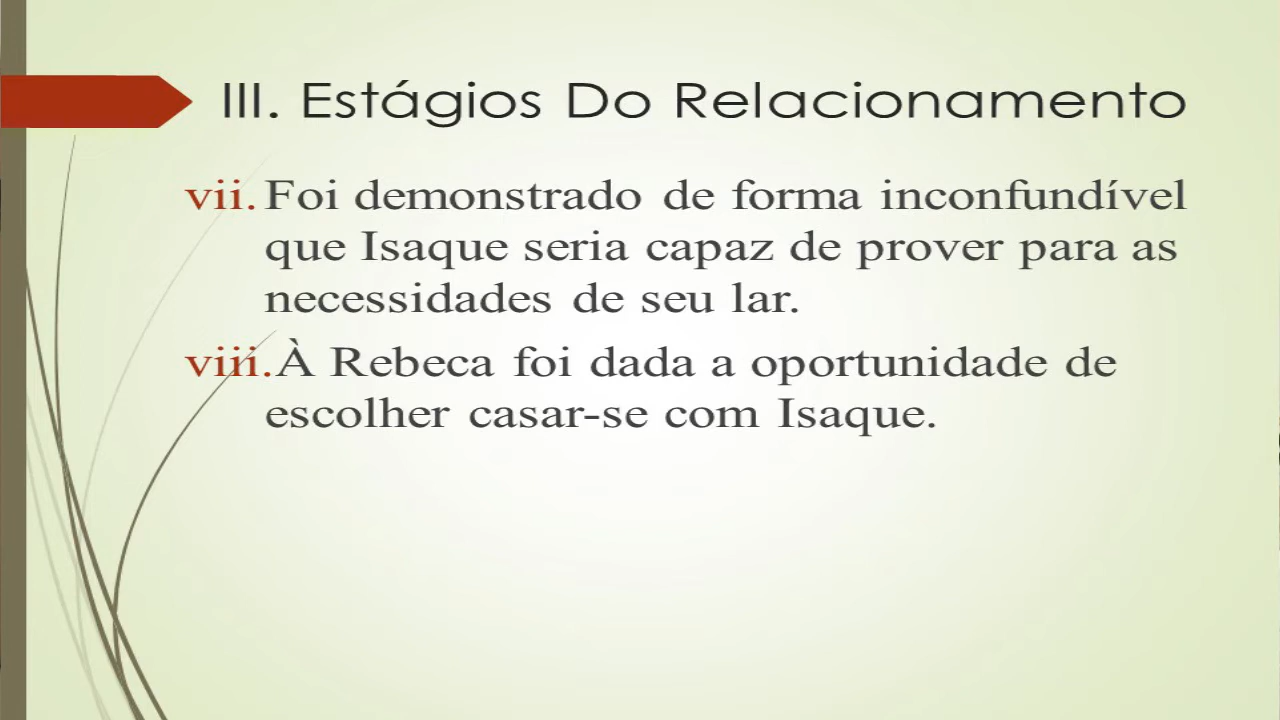 III. Estágios Do Relacionamento
vii. Foi demonstrado de forma inconfundível
que Isaque seria capaz de prover para as
necessidades de seu lar.
viii. À Rebeca foi dada a oportunidade de
escolher casar-se com Isaque.